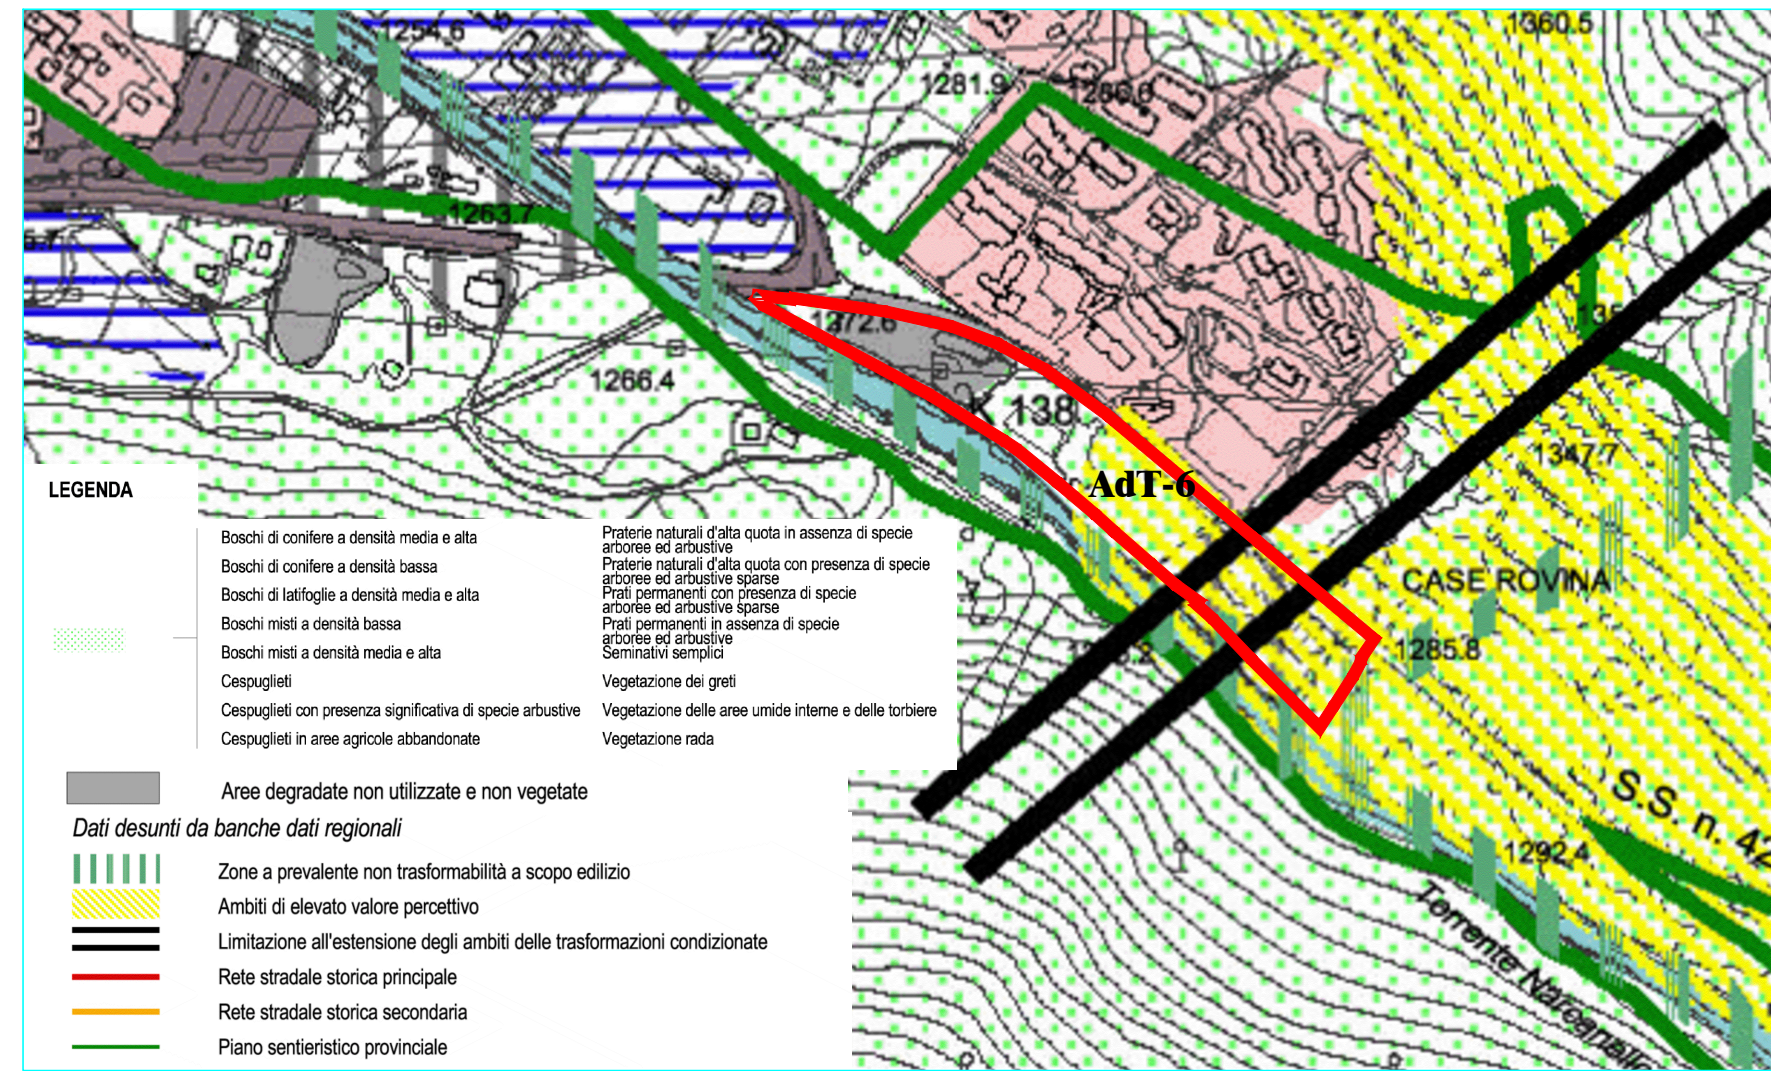 1254.6
1360.5
1281.9
1263.7
1272.6
1266.4
K 138
1347.7
AdT-6
CASE ROVINA
1285.8
S.S. n. 42
1292.4
Torrente Narcanello
LEGENDA
Boschi di conifere a densità media e alta
Boschi di conifere a densità bassa
Boschi di latifoglie a densità media e alta
Boschi misti a densità bassa
Boschi misti a densità media e alta
Cespuglieti
Cespuglieti con presenza significativa di specie arbustive
Cespuglieti in aree agricole abbandonate
Praterie naturali d'alta quota in assenza di specie
arboree ed arbustive
Praterie naturali d'alta quota con presenza di specie
arboree ed arbustive sparse
Prati permanenti con presenza di specie
arboree ed arbustive sparse
Prati permanenti in assenza di specie
arboree ed arbustive
Seminativi semplici
Vegetazione dei greti
Vegetazione delle aree umide interne e delle torbiere
Vegetazione rada
Aree degradate non utilizzate e non vegetate
Dati desunti da banche dati regionali
Zone a prevalente non trasformabilità a scopo edilizio
Ambiti di elevato valore percettivo
Limitazione all'estensione degli ambiti delle trasformazioni condizionate
Rete stradale storica principale
Rete stradale storica secondaria
Piano sentieristico provinciale